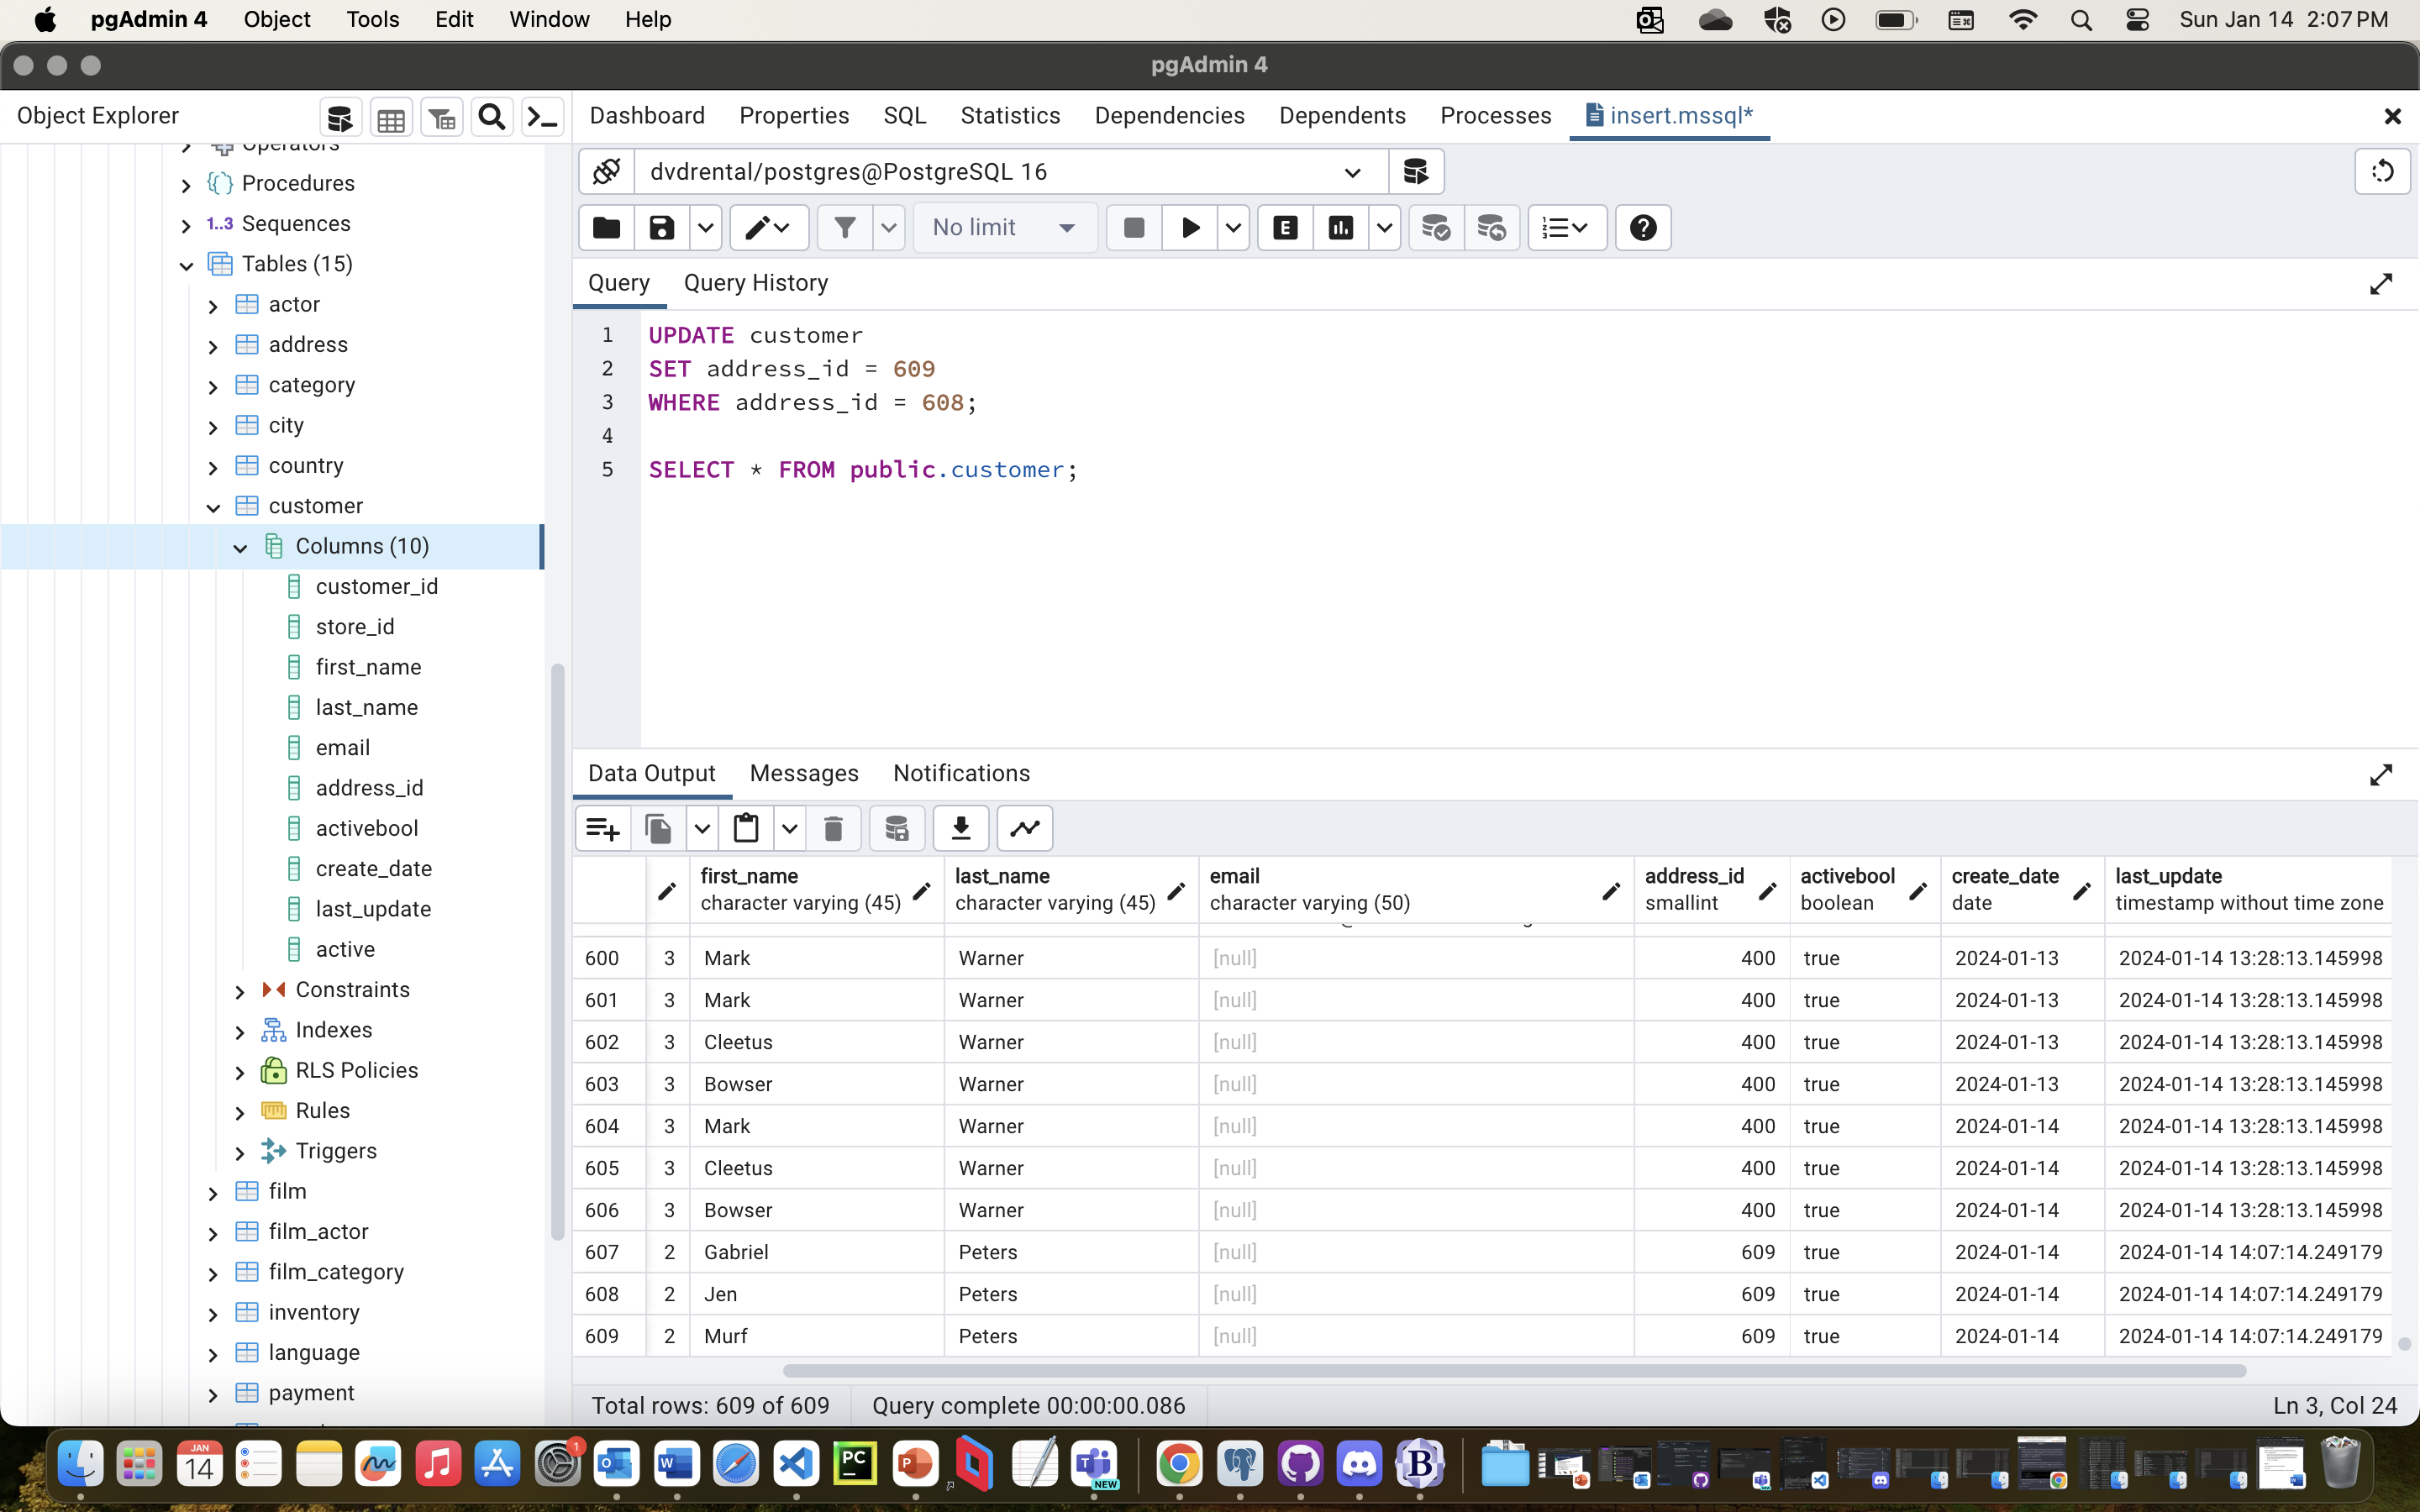 pgAdmin 4 Object Tools Edit Window Help Sun Jan 14 2:07 PM
pgAdmin 4
Object Explorer
Dashboard Properties SQL Statistics Dependencies Dependents Processes insert.mssql*
Operators
Procedures
1..3 Sequences
Tables (15)
actor
address
category
city
country
customer
Columns (10)
customer_id
store_id
first_name
last_name
email
address_id
activebool
create_date
last_update
active
Constraints
Indexes
RLS Policies
Rules
Triggers
film
film_actor
film_category
inventory
language
payment
dvdrental/postgres@PostgreSQL 16
No limit E
Query Query History
1 UPDATE customer
2 SET address_id = 609
3 WHERE address_id = 608;
4
5 SELECT * FROM public.customer;
Data Output Messages Notifications
first_name last_name email address_id activebool create_date last_update
character varying (45) character varying (45) character varying (50) smallint boolean date timestamp without time zone
600 3 Mark Warner [null] 400 true 2024-01-13 2024-01-14 13:28:13.145998
601 3 Mark Warner [null] 400 true 2024-01-13 2024-01-14 13:28:13.145998
602 3 Cleetus Warner [null] 400 true 2024-01-13 2024-01-14 13:28:13.145998
603 3 Bowser Warner [null] 400 true 2024-01-13 2024-01-14 13:28:13.145998
604 3 Mark Warner [null] 400 true 2024-01-14 2024-01-14 13:28:13.145998
605 3 Cleetus Warner [null] 400 true 2024-01-14 2024-01-14 13:28:13.145998
606 3 Bowser Warner [null] 400 true 2024-01-14 2024-01-14 13:28:13.145998
607 2 Gabriel Peters [null] 609 true 2024-01-14 2024-01-14 14:07:14.249179
608 2 Jen Peters [null] 609 true 2024-01-14 2024-01-14 14:07:14.249179
609 2 Murf Peters [null] 609 true 2024-01-14 2024-01-14 14:07:14.249179
Total rows: 609 of 609 Query complete 00:00:00.086 Ln 3, Col 24
JAN
14 1 O W PC P T NEW B